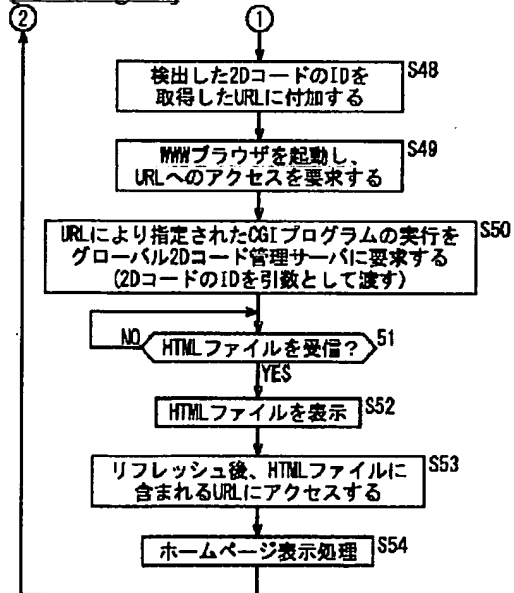 ②
①
検出した2DコードのIDを
取得したURLに付加する
S48
WWWブラウザを起動し、
URLへのアクセスを要求する
S49
URLにより指定されたCGIプログラムの実行を
グローバル2Dコード管理サーバに要求する
(2DコードのIDを引数として渡す)
S50
NO
HTMLファイルを受信?
51
YES
HTMLファイルを表示
S52
リフレッシュ後、HTMLファイルに
含まれるURLにアクセスする
S53
ホームページ表示処理
S54